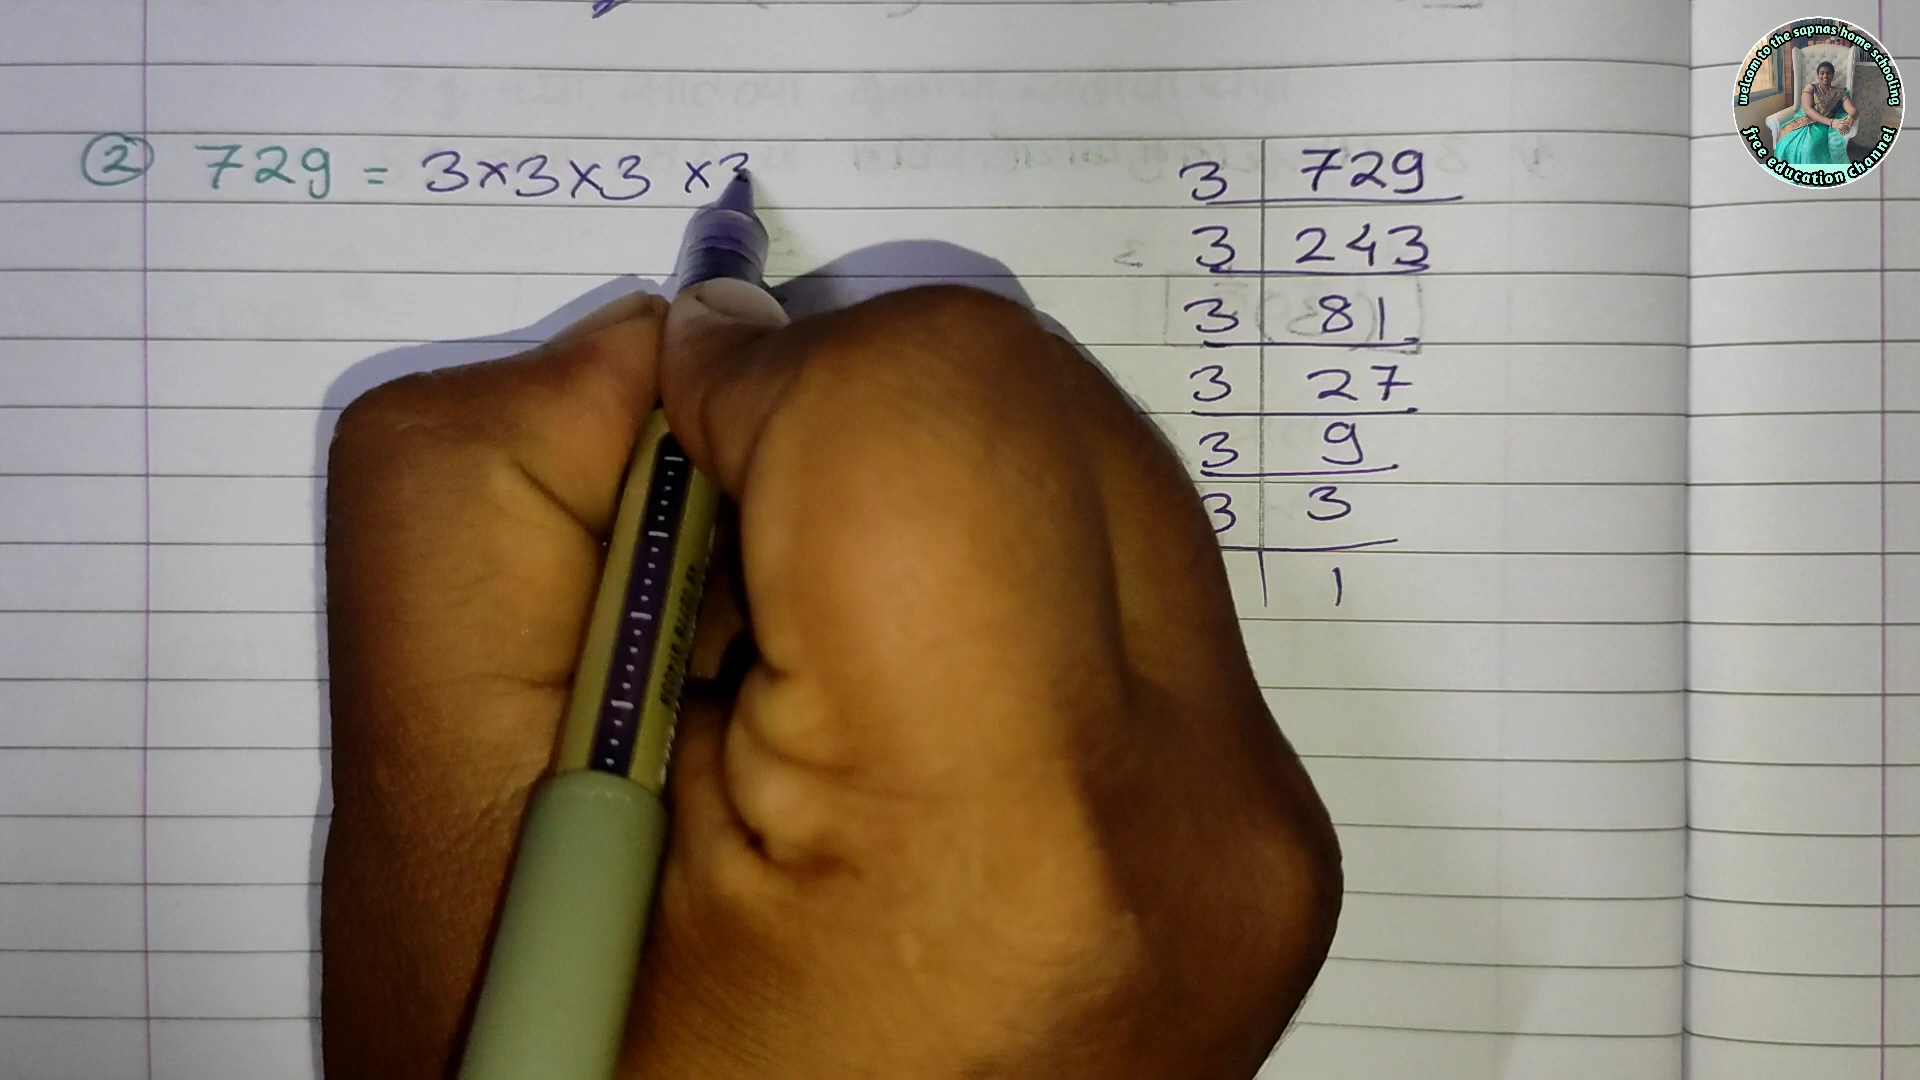 welcom to the sapnas home schooling
free education channel
② 729 = 3×3×3 ×3
3 | 729
3 | 243
3 | 81
3 | 27
3 | 9
3 | 3
| 1